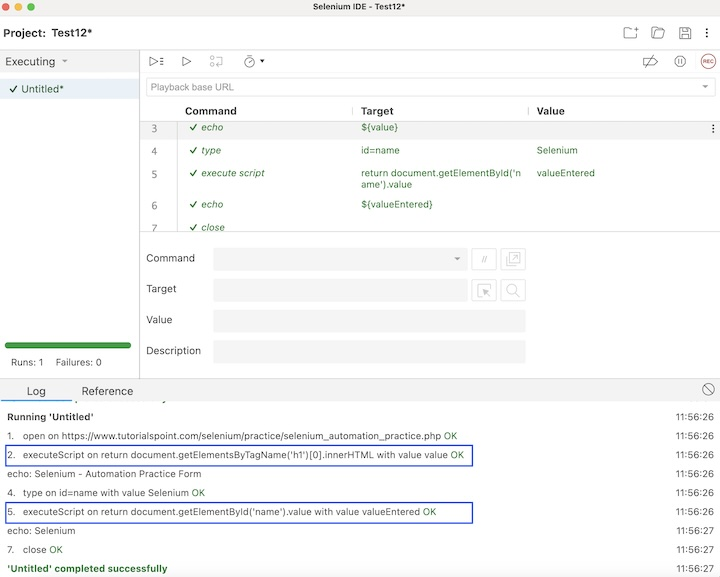 Selenium IDE - Test12*
Project: Test12*
Executing
✓ Untitled*
REC
Playback base URL
Command Target Value
3 ✓ echo ${value}
4 ✓ type id=name Selenium
5 ✓ execute script return document.getElementById('n valueEntered
ame').value
6 ✓ echo ${valueEntered}
7 ✓ close
Command //
Target
Value
Description
Runs: 1 Failures: 0
Log Reference
Running 'Untitled' 11:56:26
1. open on https://www.tutorialspoint.com/selenium/practice/selenium_automation_practice.php OK 11:56:26
2. executeScript on return document.getElementsByTagName('h1')[0].innerHTML with value value OK 11:56:26
echo: Selenium - Automation Practice Form 11:56:26
4. type on id=name with value Selenium OK 11:56:26
5. executeScript on return document.getElementById('name').value with value valueEntered OK 11:56:26
echo: Selenium 11:56:27
7. close OK 11:56:27
'Untitled' completed successfully 11:56:27